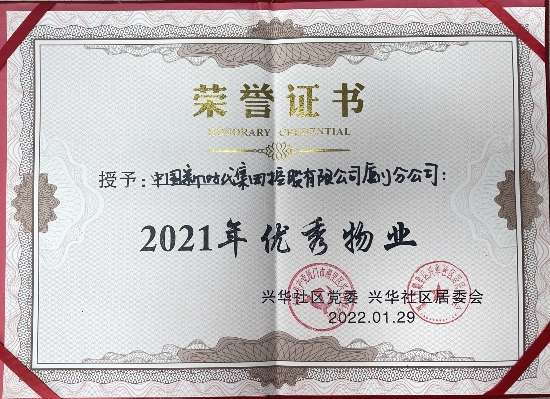 荣誉证书
HONORARY CREDENTIAL
授予:中国新时代集团控股有限公司厦门分公司:
2021年优秀物业
兴华社区党委 兴华社区居委会
2022.01.29